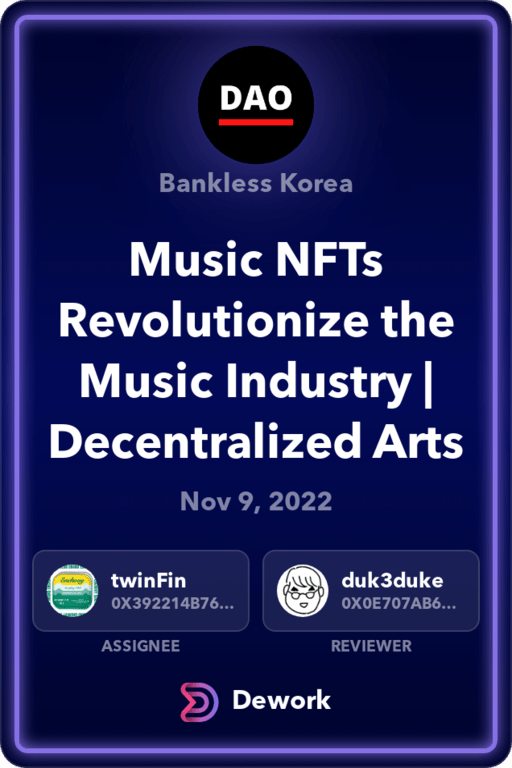 DAO
Bankless Korea
Music NFTs
Revolutionize the
Music Industry |
Decentralized Arts
Nov 9, 2022
twinFin
0X392214B76...
ASSIGNEE
duk3duke
0X0E707AB6...
REVIEWER
Dework